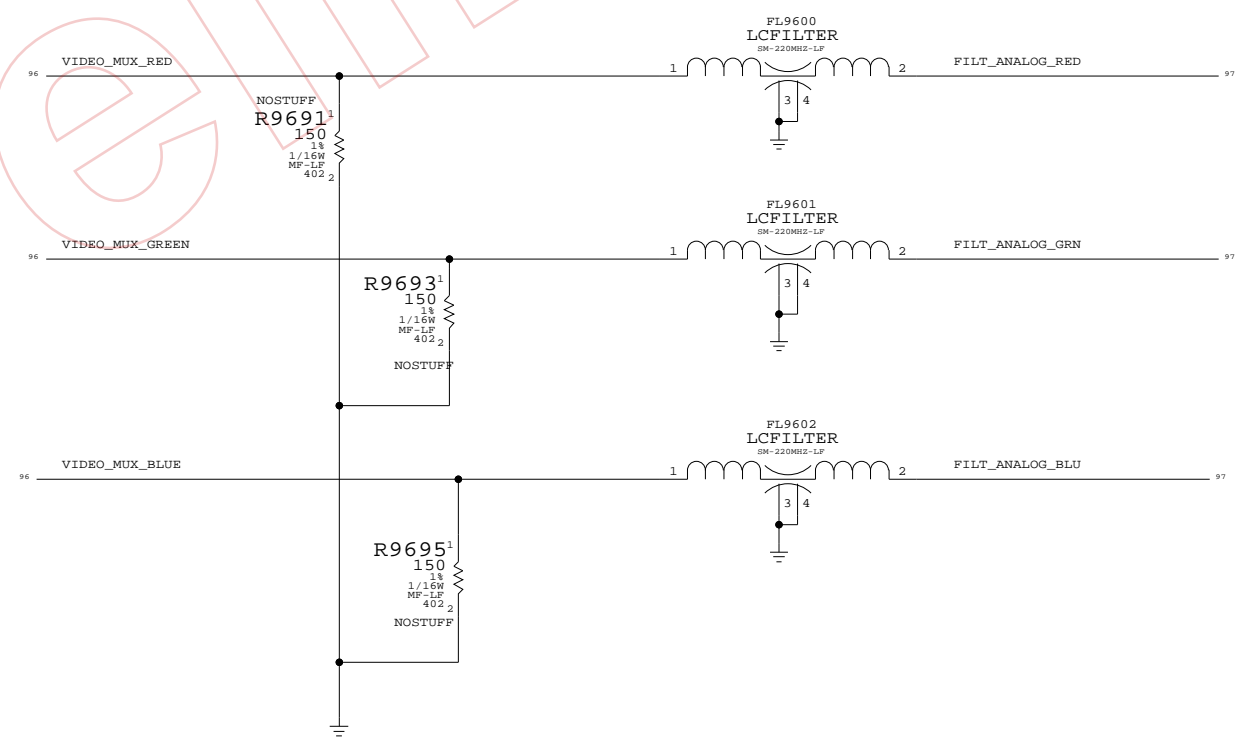 FL9600
LCFILTER
SM-220MHZ-LF
96 VIDEO_MUX_RED 1 2 FILT_ANALOG_RED 97
3 4
NOSTUFF
R9691 1
150
1%
1/16W
MF-LF
402 2
FL9601
LCFILTER
SM-220MHZ-LF
96 VIDEO_MUX_GREEN 1 2 FILT_ANALOG_GRN 97
3 4
R9693 1
150
1%
1/16W
MF-LF
402 2
NOSTUFF
FL9602
LCFILTER
SM-220MHZ-LF
96 VIDEO_MUX_BLUE 1 2 FILT_ANALOG_BLU 97
3 4
R9695 1
150
1%
1/16W
MF-LF
402 2
NOSTUFF